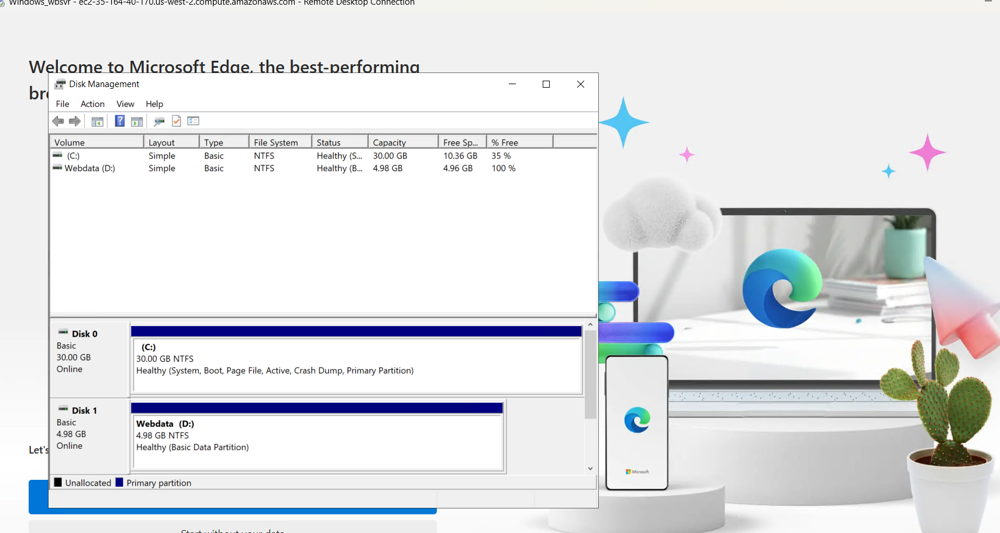 Windows_wbsvr - ec2-35-164-40-170.us-west-2.compute.amazonaws.com - Remote Desktop Connection
Welcome to Microsoft Edge, the best-performing
Disk Management
File Action View Help
Volume Layout Type File System Status Capacity Free Sp... % Free
(C:) Simple Basic NTFS Healthy (S... 30.00 GB 10.36 GB 35 %
Webdata (D:) Simple Basic NTFS Healthy (B... 4.98 GB 4.96 GB 100 %
Disk 0
Basic
30.00 GB
Online
(C:)
30.00 GB NTFS
Healthy (System, Boot, Page File, Active, Crash Dump, Primary Partition)
Disk 1
Basic
4.98 GB
Online
Webdata (D:)
4.98 GB NTFS
Healthy (Basic Data Partition)
Let's
Unallocated Primary partition
Microsoft
Start without your data